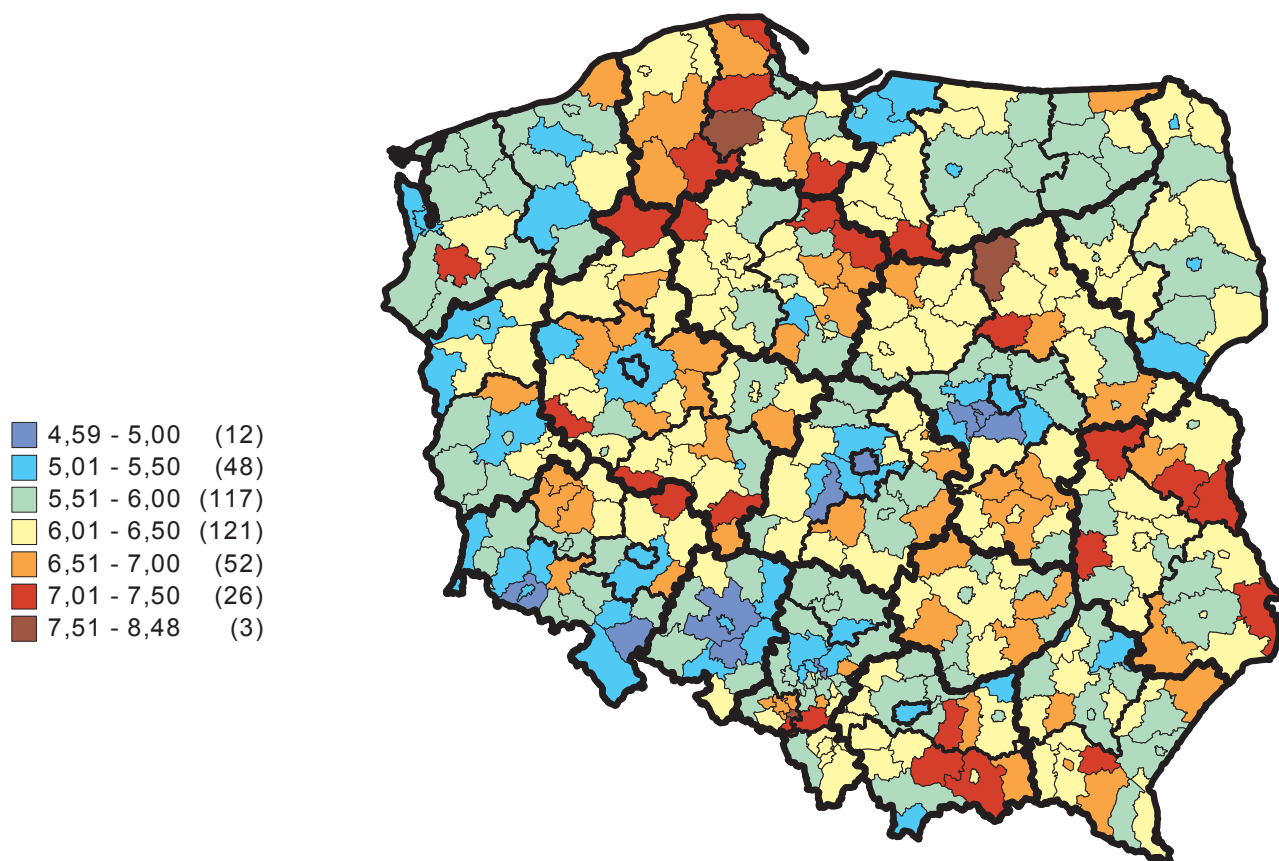 4,59 - 5,00 (12)
5,01 - 5,50 (48)
5,51 - 6,00 (117)
6,01 - 6,50 (121)
6,51 - 7,00 (52)
7,01 - 7,50 (26)
7,51 - 8,48 (3)